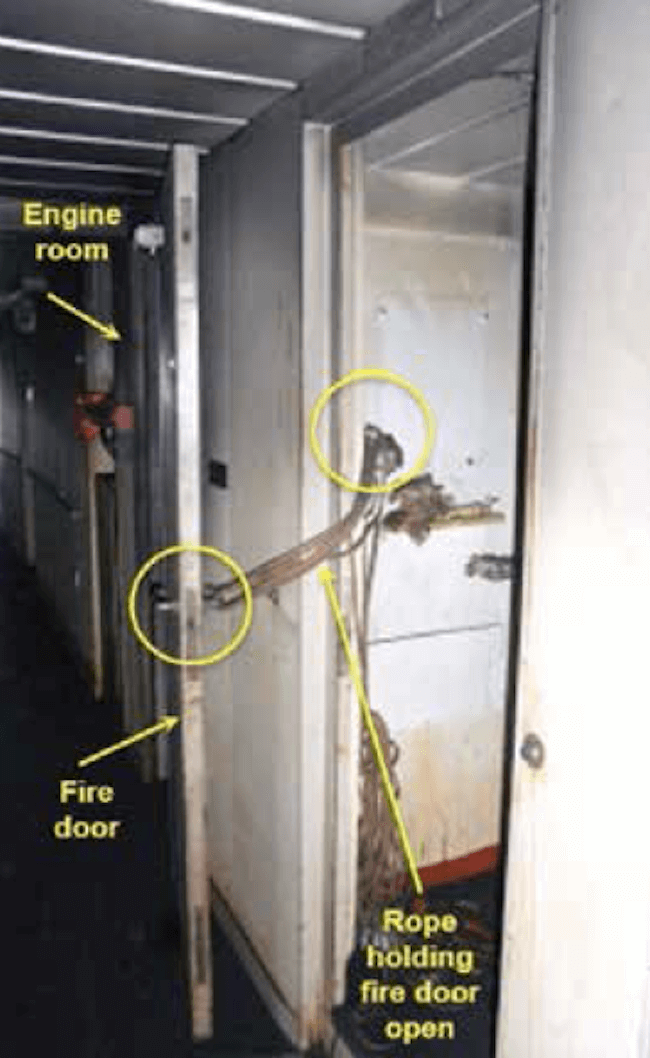 Engine
room
Fire
door
Rope
holding
fire door
open